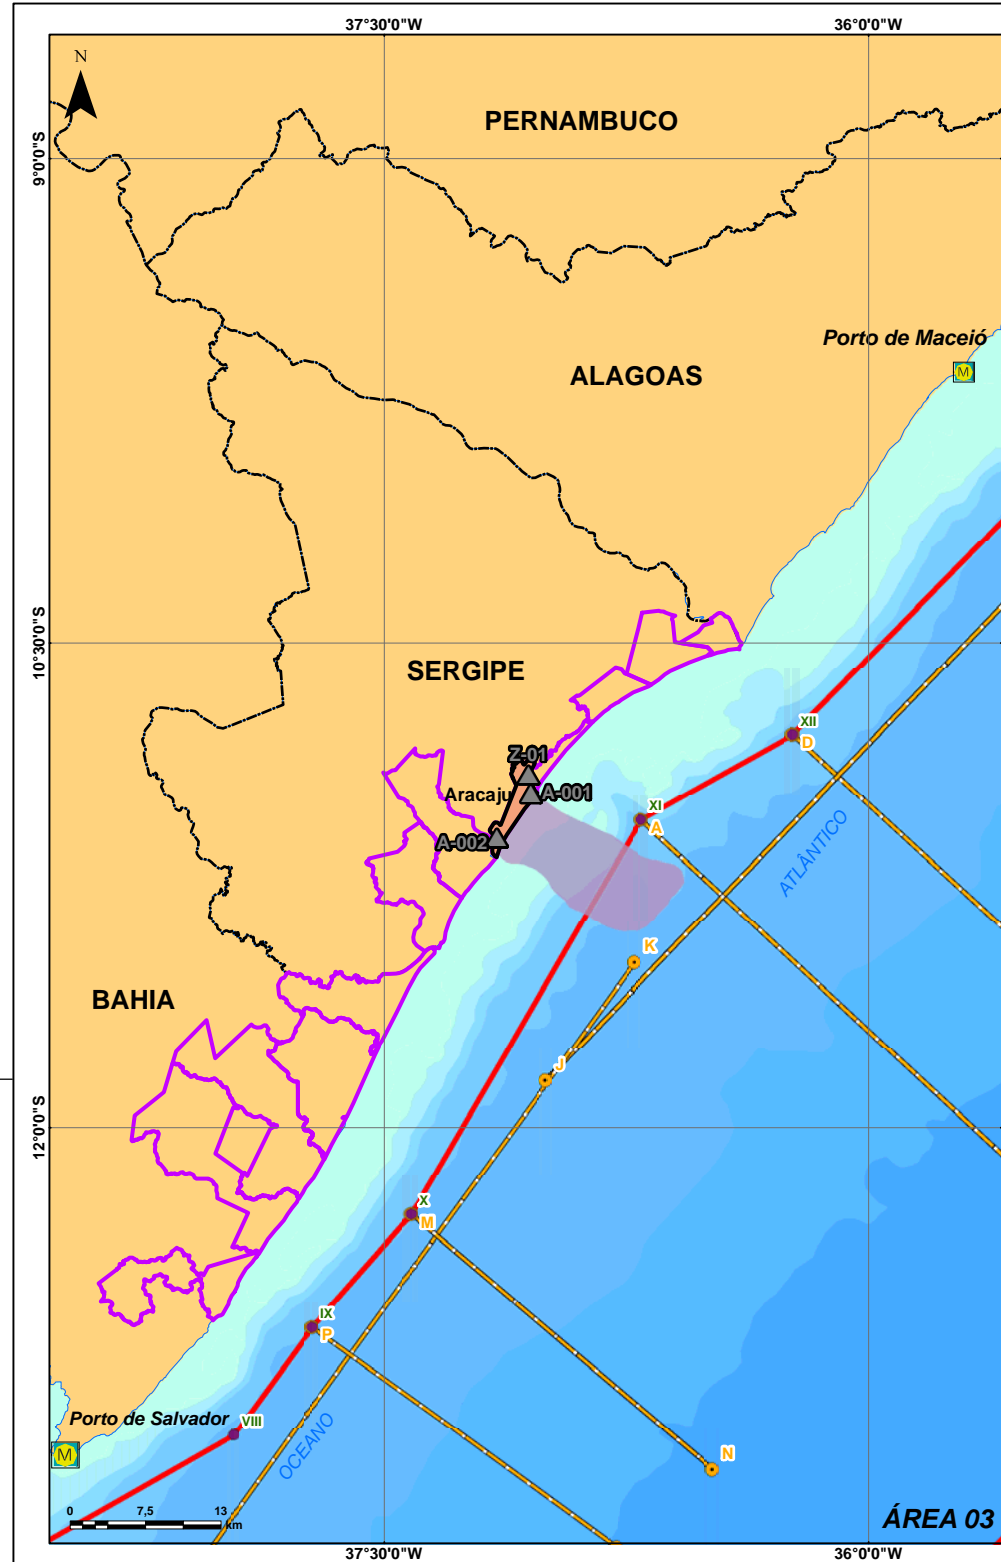 37°30'0"W
36°0'0"W
N
PERNAMBUCO
9°0'0"S
Porto de Maceió
M
ALAGOAS
10°30'0"S
SERGIPE
XII
D
Z-01
Aracaju
A-001
XI
A
A-002
ATLÂNTICO
K
BAHIA
J
12°0'0"S
X
M
IX
P
Porto de Salvador
VIII
M
OCEANO
N
0 7,5 13
km
ÁREA 03
37°30'0"W
36°0'0"W